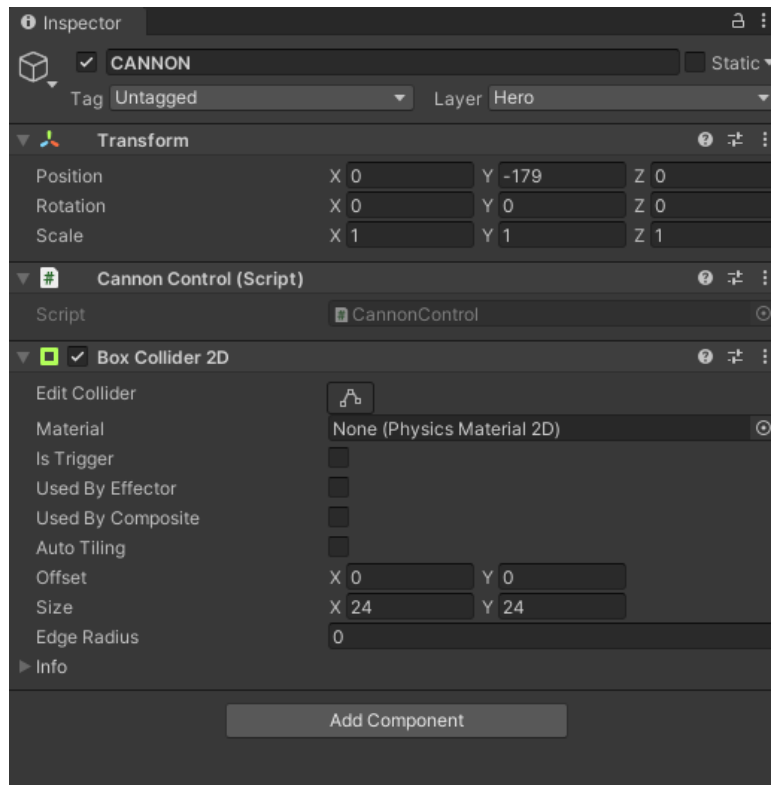 Inspector
CANNON Static
Tag Untagged Layer Hero
Transform
Position X 0 Y -179 Z 0
Rotation X 0 Y 0 Z 0
Scale X 1 Y 1 Z 1
# Cannon Control (Script)
Script # CannonControl
Box Collider 2D
Edit Collider
Material None (Physics Material 2D)
Is Trigger
Used By Effector
Used By Composite
Auto Tiling
Offset X 0 Y 0
Size X 24 Y 24
Edge Radius 0
Info
Add Component